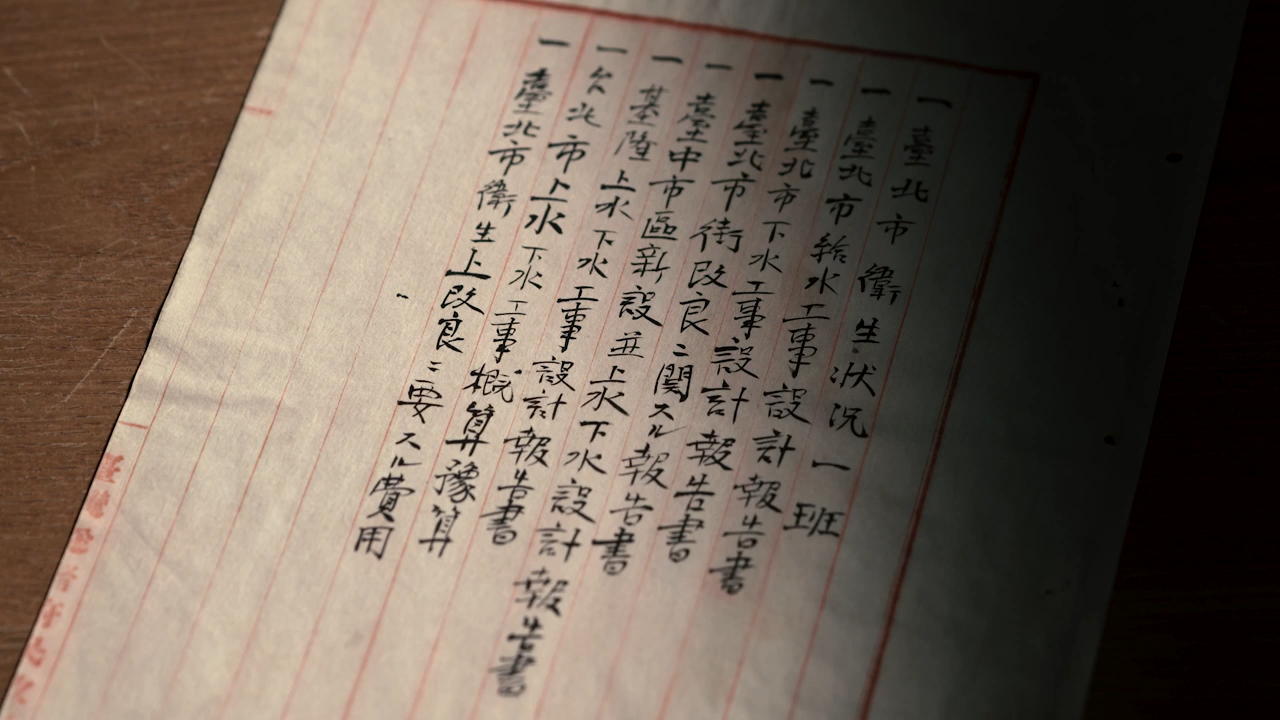 一臺北市衛生状況一班
一臺北市給水工事設計報告書
一臺北市下水工事設計報告書
一臺北市街改良ニ関スル報告書
一臺中市區新設並上水下水設計報告書
一基隆上水下水工事設計報告書
一北市上水下水工事概算豫算
一臺北市衛生上改良ニ要スル費用